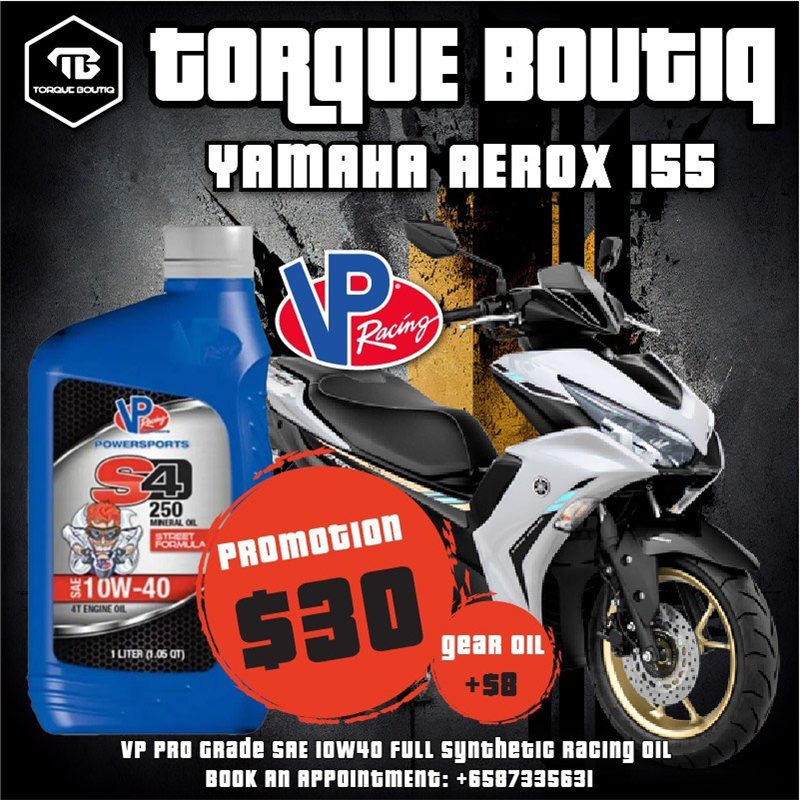 TORQUE BOUTIQ
TORQUE BOUTIQ
YAMAHA AEROX 155
VP Racing
VP Racing
POWERSPORTS
S4
250
MINERAL OIL
STREET
FORMULA
SAE 10W-40
4T ENGINE OIL
1 LITER (1.05 QT)
PROMOTION
$30
GEAR OIL
+$8
VP PRO GRADE SAE 10W40 FULL SYNTHETIC RACING OIL
BOOK AN APPOINTMENT: +6587335631